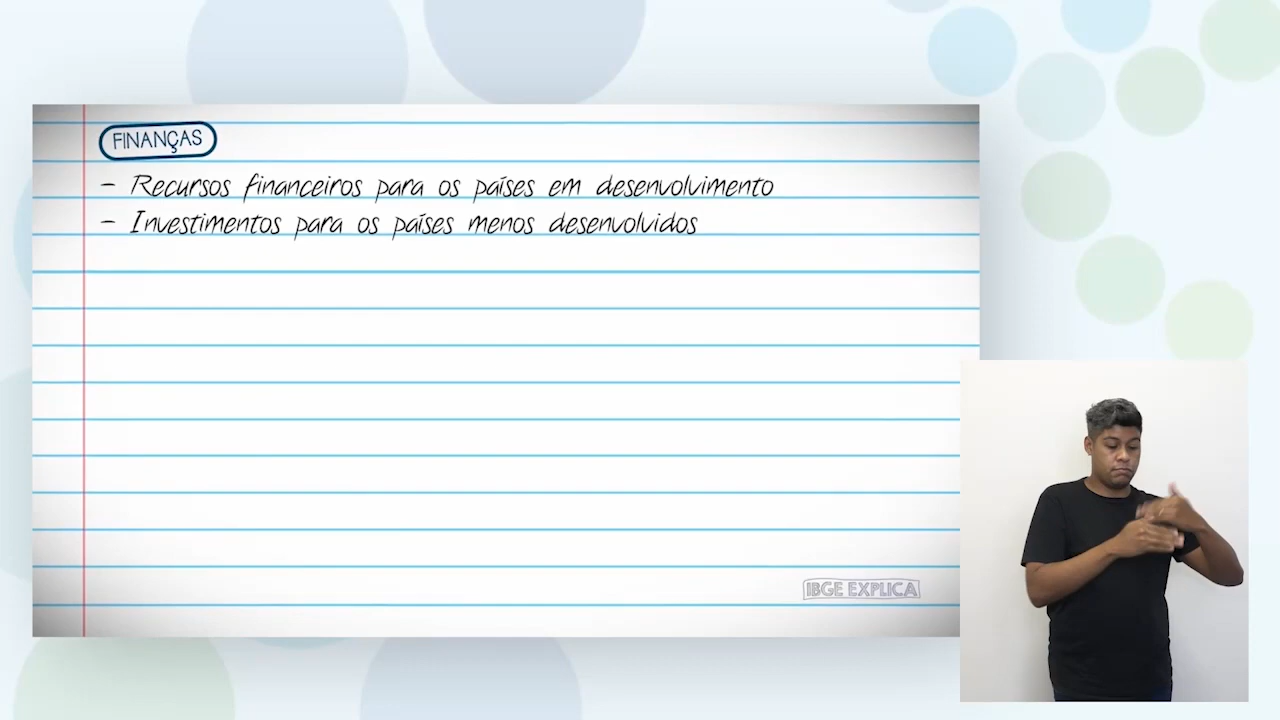 FINANÇAS
- Recursos financeiros para os países em desenvolvimento
- Investimentos para os países menos desenvolvidos
IBGE EXPLICA